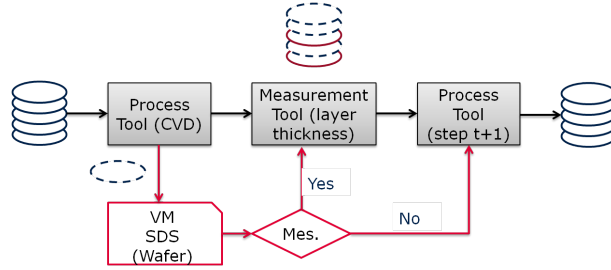 Process
Tool (CVD)
Measurement
Tool (layer
thickness)
Process
Tool
(step t+1)
Yes
No
VM
SDS
(Wafer)
Mes.